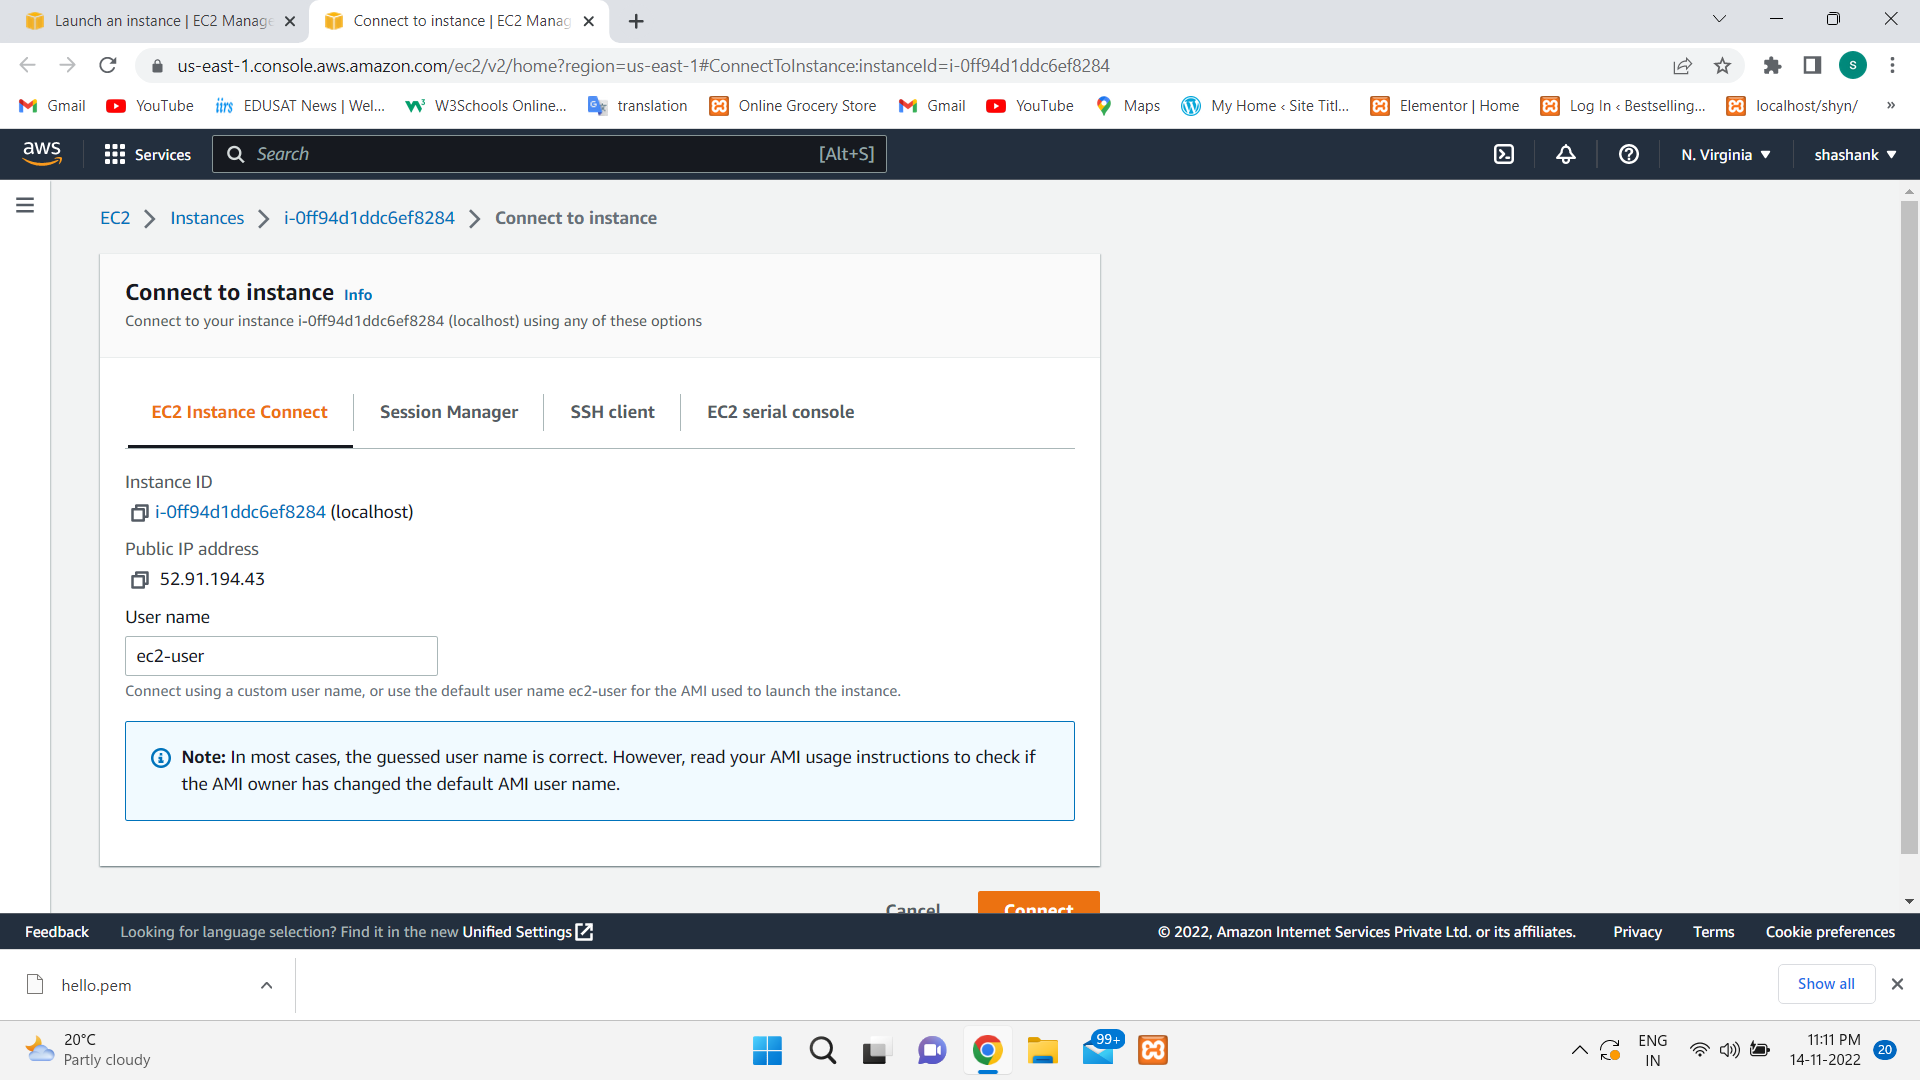 Launch an instance | EC2 Manage
Connect to instance | EC2 Manag
us-east-1.console.aws.amazon.com/ec2/v2/home?region=us-east-1#ConnectToInstance:instanceId=i-0ff94d1ddc6ef8284
S
Gmail
YouTube
iirs
EDUSAT News | Wel...
W3Schools Online...
translation
Online Grocery Store
Gmail
YouTube
Maps
My Home ‹ Site Titl...
Elementor | Home
Log In ‹ Bestselling...
localhost/shyn/
»
aws
Services
Search
[Alt+S]
N. Virginia
shashank
EC2
Instances
i-0ff94d1ddc6ef8284
Connect to instance
Connect to instance Info
Connect to your instance i-0ff94d1ddc6ef8284 (localhost) using any of these options
EC2 Instance Connect
Session Manager
SSH client
EC2 serial console
Instance ID
i-0ff94d1ddc6ef8284 (localhost)
Public IP address
52.91.194.43
User name
ec2-user
Connect using a custom user name, or use the default user name ec2-user for the AMI used to launch the instance.
Note: In most cases, the guessed user name is correct. However, read your AMI usage instructions to check if
the AMI owner has changed the default AMI user name.
Cancel
Connect
Feedback
Looking for language selection? Find it in the new Unified Settings
© 2022, Amazon Internet Services Private Ltd. or its affiliates.
Privacy
Terms
Cookie preferences
hello.pem
Show all
20°C
Partly cloudy
99+
ENG
IN
11:11 PM
14-11-2022
20